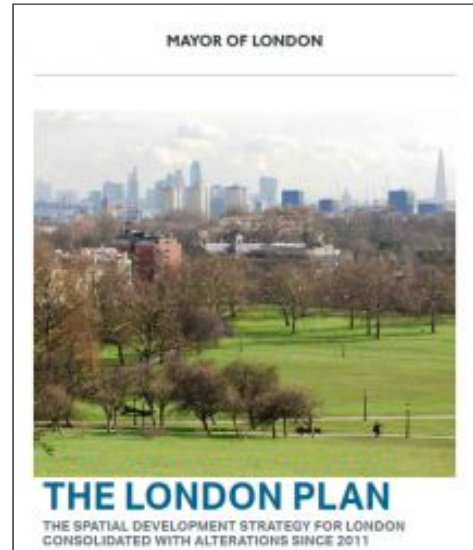 MAYOR OF LONDON
THE LONDON PLAN
THE SPATIAL DEVELOPMENT STRATEGY FOR LONDON
CONSOLIDATED WITH ALTERATIONS SINCE 2011